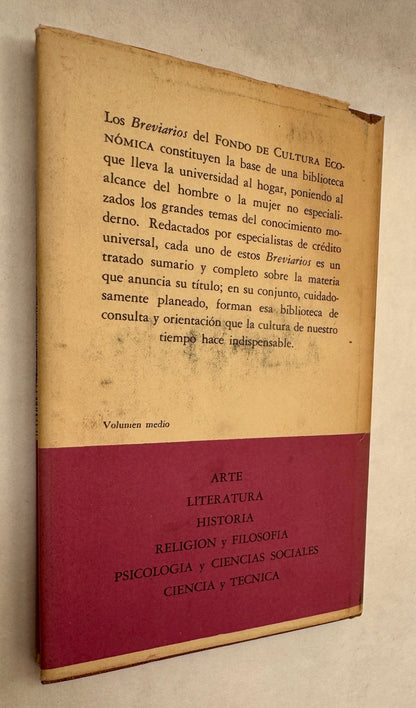 Los Breviarios del FONDO DE CULTURA ECO-
NÓMICA constituyen la base de una biblioteca
que lleva la universidad al hogar, poniendo al
alcance del hombre o la mujer no especiali-
zados los grandes temas del conocimiento mo-
derno. Redactados por especialistas de crédito
universal, cada uno de estos Breviarios es un
tratado sumario y completo sobre la materia
que anuncia su título; en su conjunto, cuidado-
samente planeado, forman esa biblioteca de
consulta y orientación que la cultura de nuestro
tiempo hace indispensable.
Volumen medio
ARTE
LITERATURA
HISTORIA
RELIGION y FILOSOFIA
PSICOLOGIA y CIENCIAS SOCIALES
CIENCIA y TECNICA